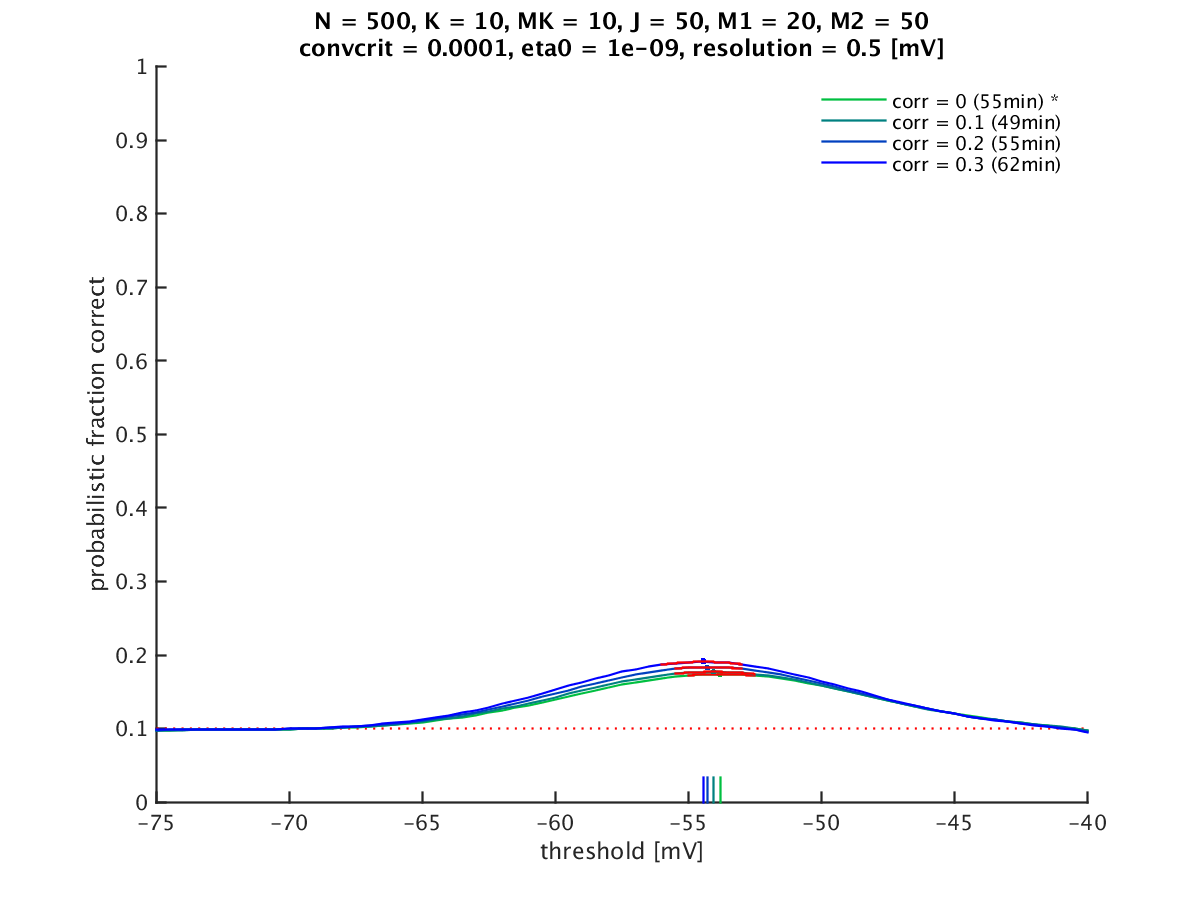 N = 500, K = 10, MK = 10, J = 50, M1 = 20, M2 = 50
convcrit = 0.0001, eta0 = 1e-09, resolution = 0.5 [mV]
corr = 0 (55min) *
corr = 0.1 (49min)
corr = 0.2 (55min)
corr = 0.3 (62min)
probabilistic fraction correct
1
0.9
0.8
0.7
0.6
0.5
0.4
0.3
0.2
0.1
0
−75 −70 −65 −60 −55 −50 −45 −40
threshold [mV]